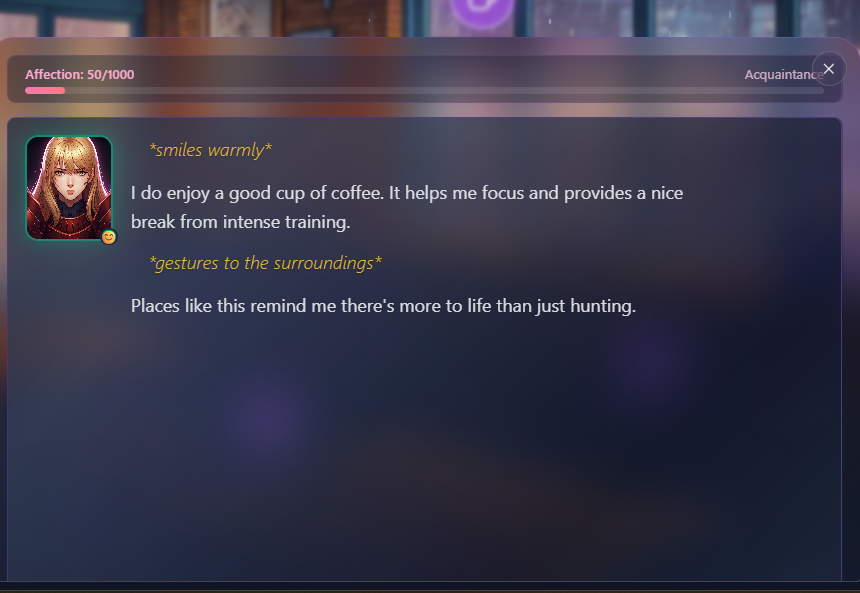 Affection: 50/1000
Acquaintance
*smiles warmly*
I do enjoy a good cup of coffee. It helps me focus and provides a nice
break from intense training.
*gestures to the surroundings*
Places like this remind me there's more to life than just hunting.